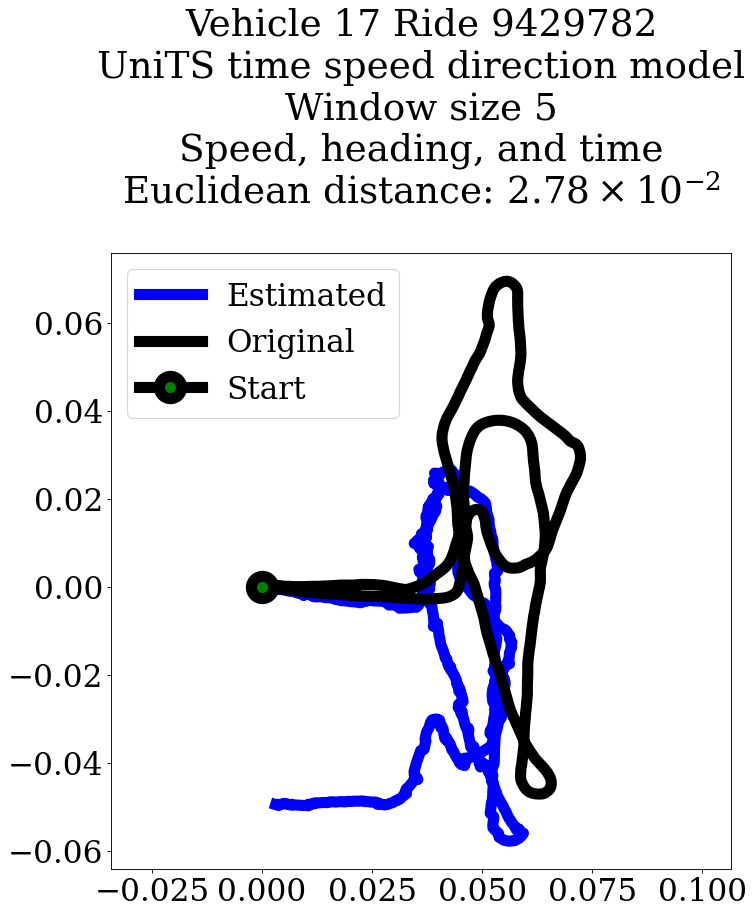 Vehicle 17 Ride 9429782
UniTS time speed direction model
Window size 5
Speed, heading, and time
Euclidean distance: $2.78 \times 10^{-2}$
Estimated
Original
Start
0.06
0.04
0.02
0.00
−0.02
−0.04
−0.06
−0.025 0.000 0.025 0.050 0.075 0.100